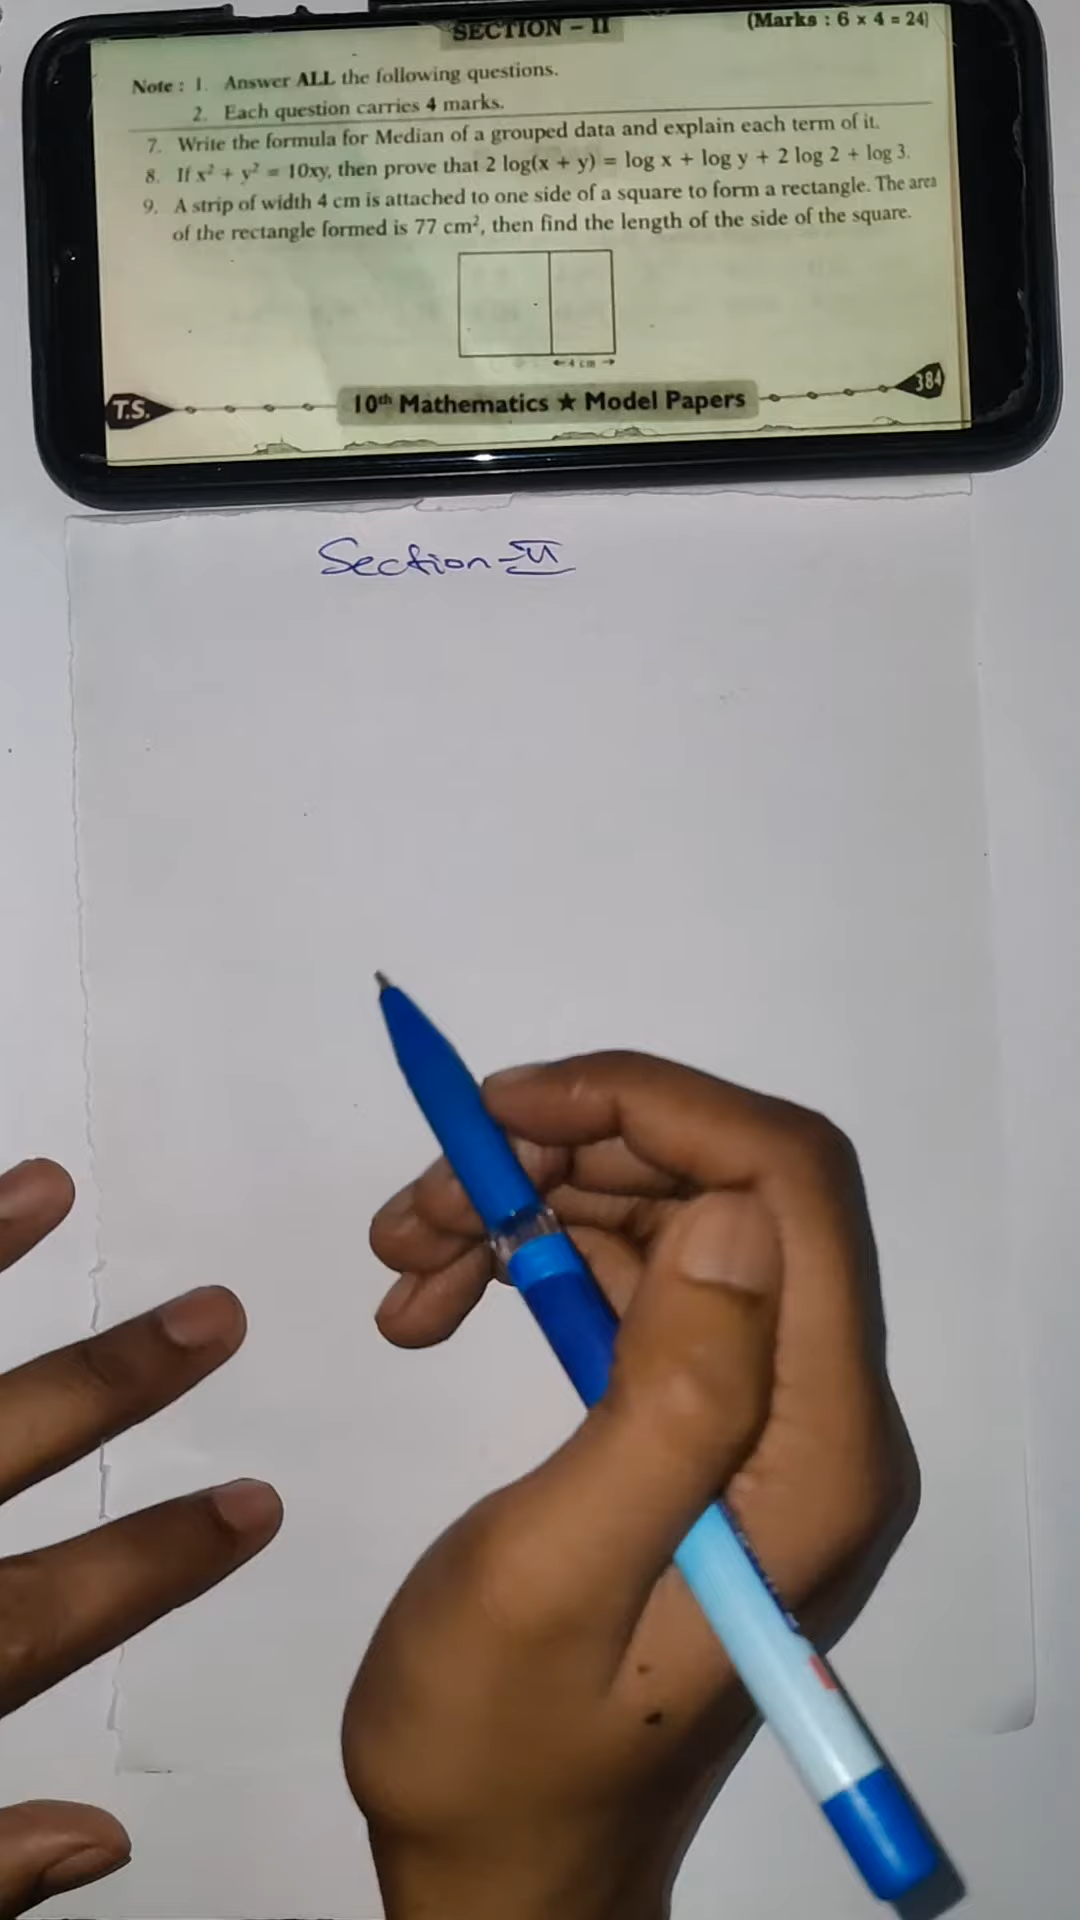 SECTION – II
(Marks : 6 x 4 = 24)
Note : 1. Answer ALL the following questions.
2. Each question carries 4 marks.
7. Write the formula for Median of a grouped data and explain each term of it.
8. If x² + y² = 10xy, then prove that 2 log(x + y) = log x + log y + 2 log 2 + log 3.
9. A strip of width 4 cm is attached to one side of a square to form a rectangle. The area
of the rectangle formed is 77 cm², then find the length of the side of the square.
4 cm
T.S.
10th Mathematics ★ Model Papers
384
Section-II